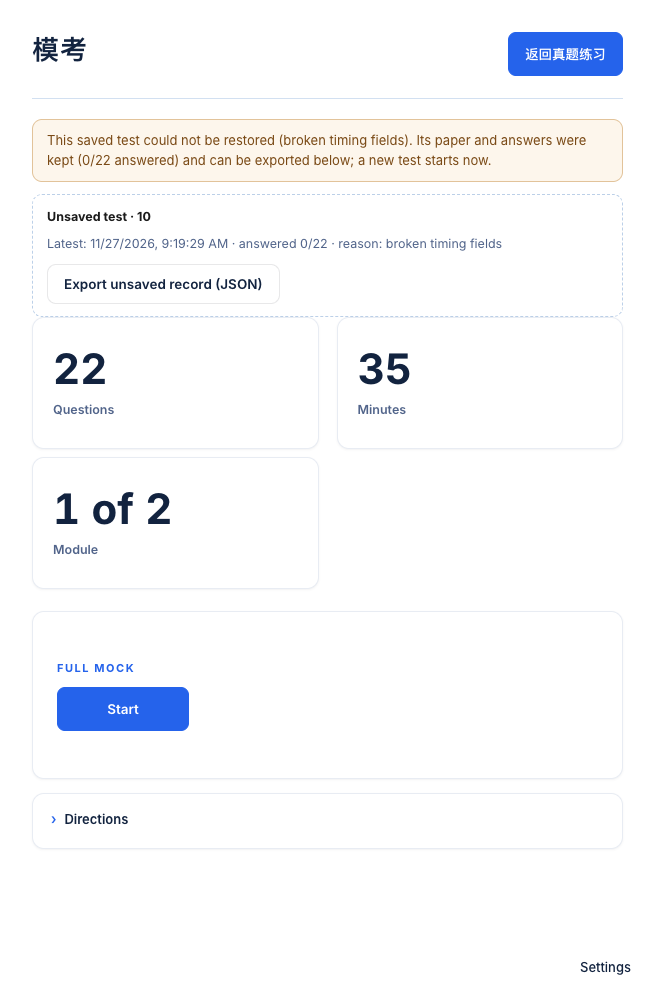 模考
返回真题练习
This saved test could not be restored (broken timing fields). Its paper and answers were
kept (0/22 answered) and can be exported below; a new test starts now.
Unsaved test · 10
Latest: 11/27/2026, 9:19:29 AM · answered 0/22 · reason: broken timing fields
Export unsaved record (JSON)
22
Questions
35
Minutes
1 of 2
Module
FULL MOCK
Start
› Directions
Settings